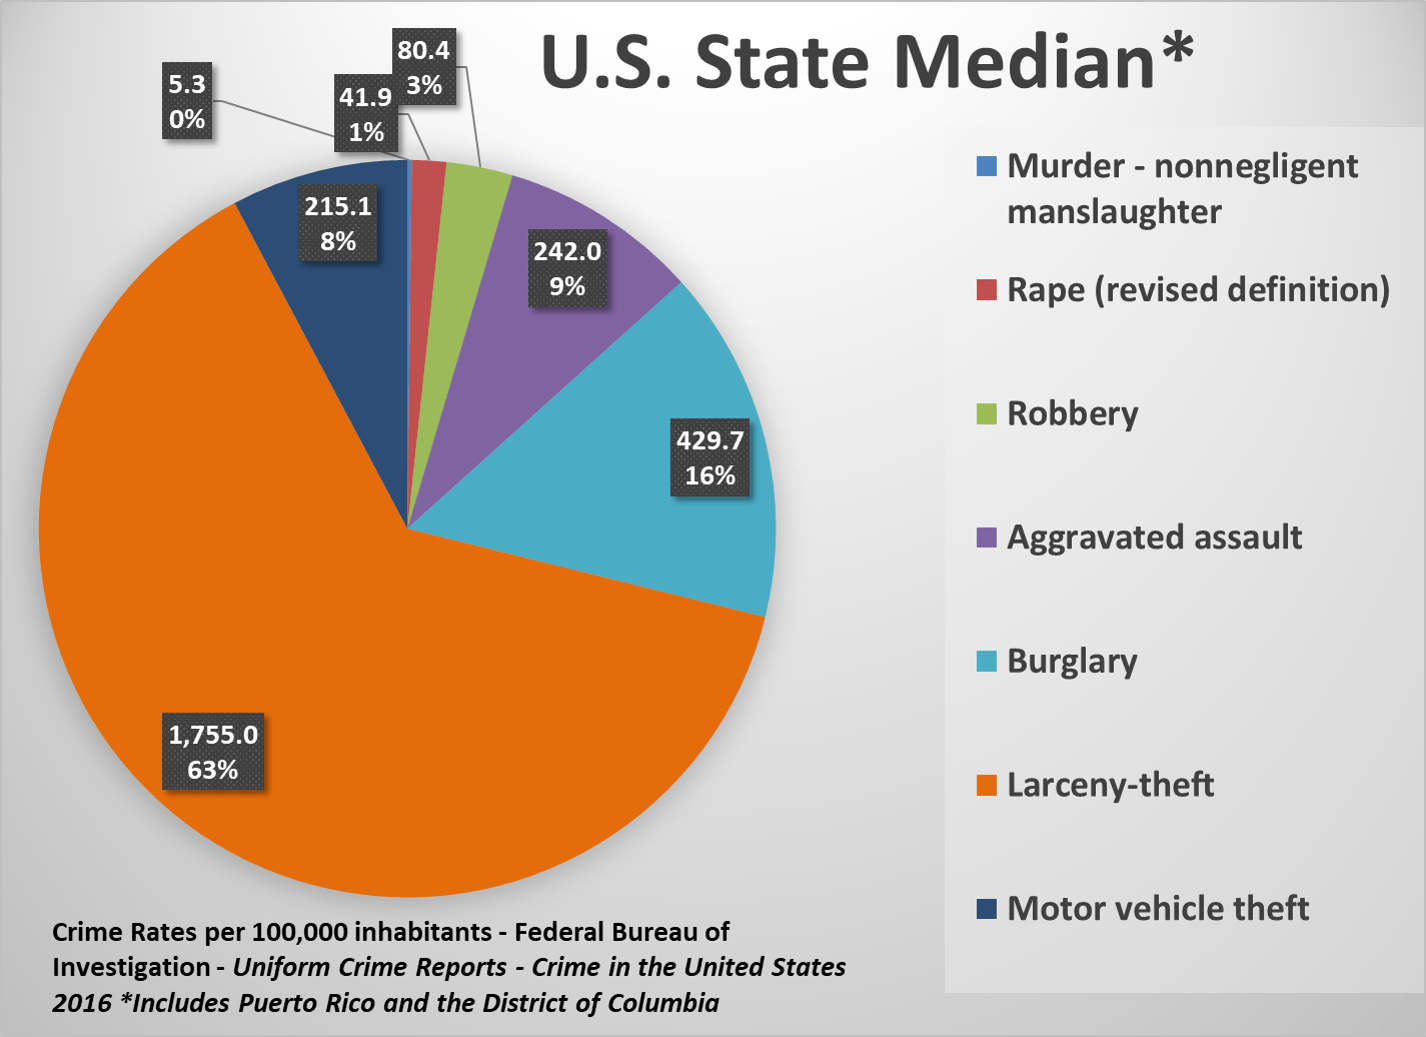 U.S. State Median*
5.3
0%
41.9
1%
80.4
3%
215.1
8%
242.0
9%
429.7
16%
1,755.0
63%
Murder - nonnegligent
manslaughter
Rape (revised definition)
Robbery
Aggravated assault
Burglary
Larceny-theft
Motor vehicle theft
Crime Rates per 100,000 inhabitants - Federal Bureau of
Investigation - Uniform Crime Reports - Crime in the United States
2016 *Includes Puerto Rico and the District of Columbia